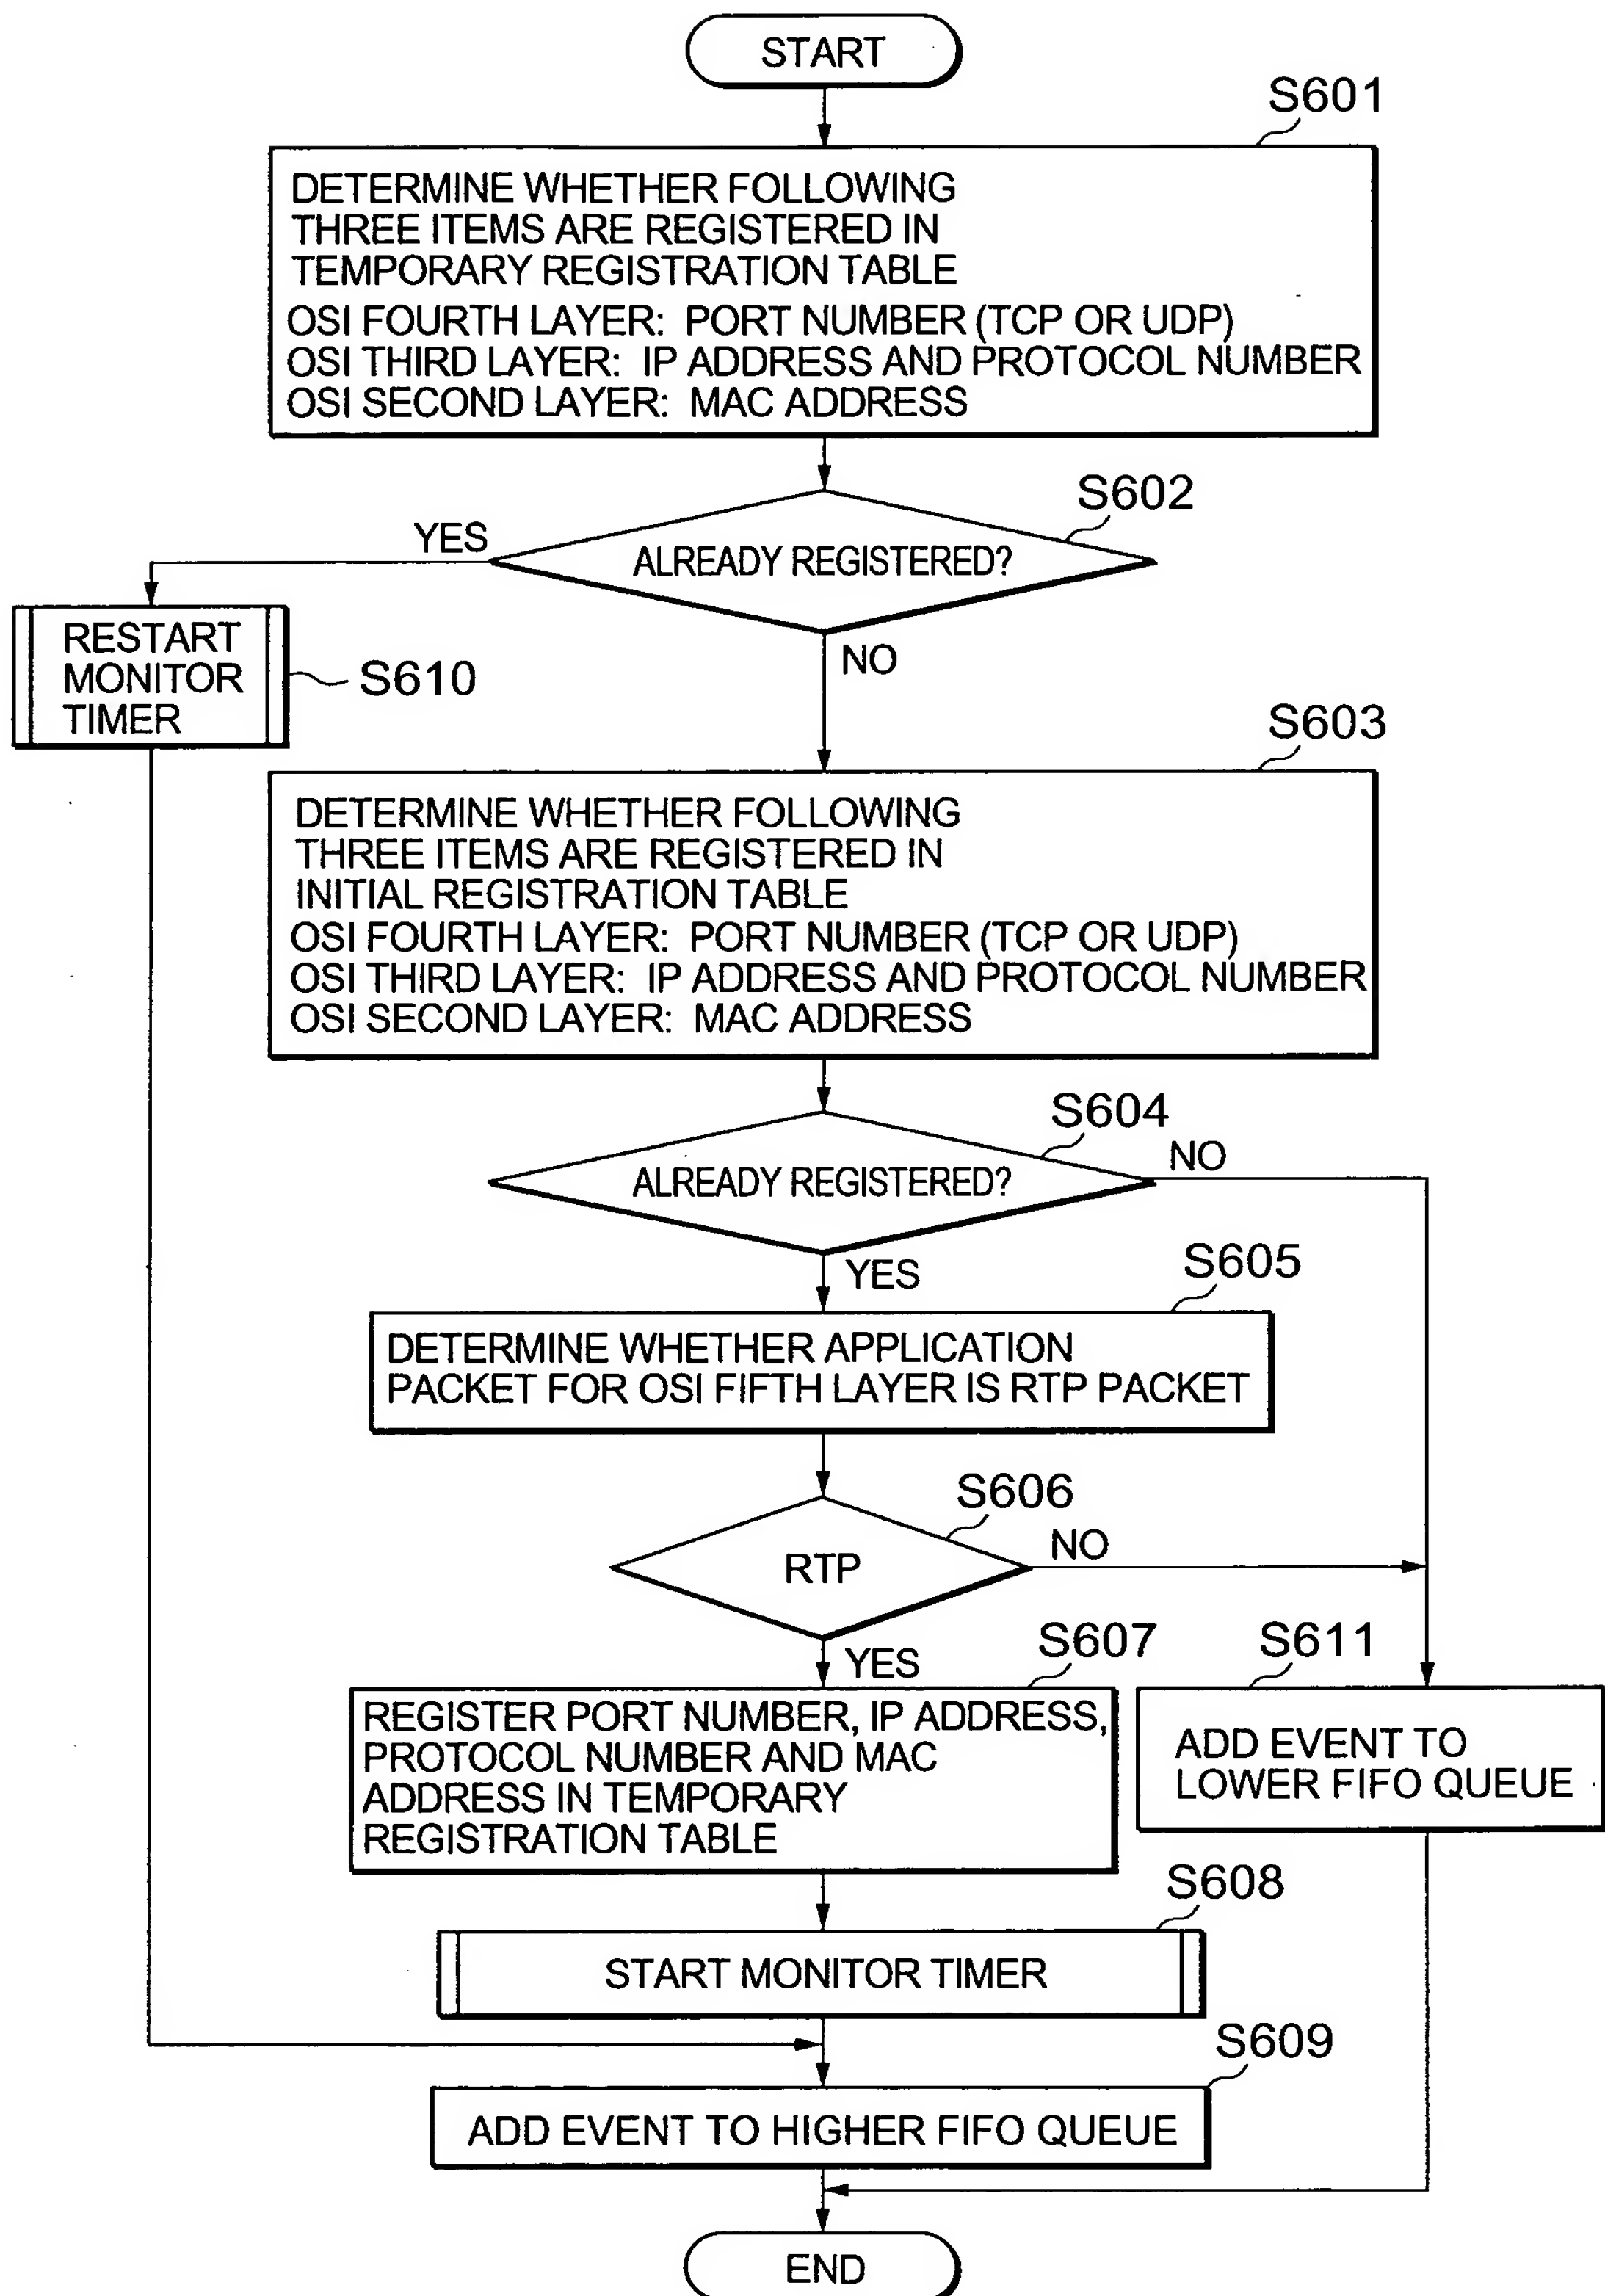 START
S601
DETERMINE WHETHER FOLLOWING
THREE ITEMS ARE REGISTERED IN
TEMPORARY REGISTRATION TABLE
OSI FOURTH LAYER: PORT NUMBER (TCP OR UDP)
OSI THIRD LAYER: IP ADDRESS AND PROTOCOL NUMBER
OSI SECOND LAYER: MAC ADDRESS
S602
YES
ALREADY REGISTERED?
NO
RESTART
MONITOR
TIMER
S610
S603
DETERMINE WHETHER FOLLOWING
THREE ITEMS ARE REGISTERED IN
INITIAL REGISTRATION TABLE
OSI FOURTH LAYER: PORT NUMBER (TCP OR UDP)
OSI THIRD LAYER: IP ADDRESS AND PROTOCOL NUMBER
OSI SECOND LAYER: MAC ADDRESS
S604
NO
ALREADY REGISTERED?
YES
S605
DETERMINE WHETHER APPLICATION
PACKET FOR OSI FIFTH LAYER IS RTP PACKET
S606
NO
RTP
YES
S607
S611
REGISTER PORT NUMBER, IP ADDRESS,
PROTOCOL NUMBER AND MAC
ADDRESS IN TEMPORARY
REGISTRATION TABLE
ADD EVENT TO
LOWER FIFO QUEUE
S608
START MONITOR TIMER
S609
ADD EVENT TO HIGHER FIFO QUEUE
END